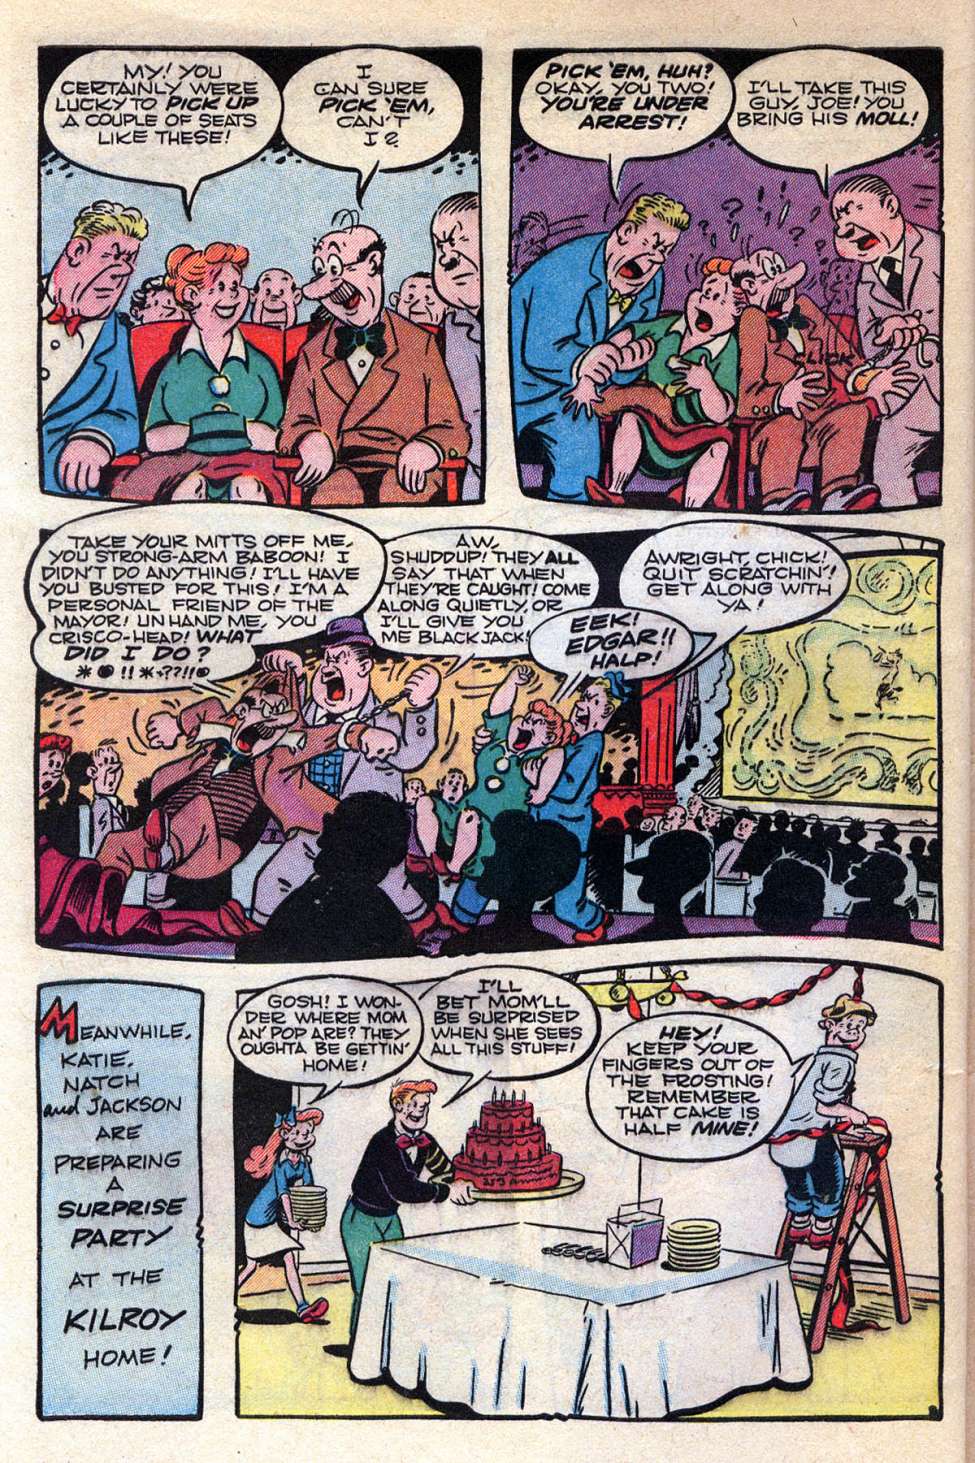 MY! YOU
CERTAINLY WERE
LUCKY TO PICK UP
A COUPLE OF SEATS
LIKE THESE!
I
CAN SURE
PICK 'EM,
CAN'T
I?
PICK 'EM, HUH?
OKAY, YOU TWO!
YOU'RE UNDER
ARREST!
I'LL TAKE THIS
GUY, JOE! YOU
BRING HIS MOLL!
? ! ? !
CLICK
TAKE YOUR MITTS OFF ME,
YOU STRONG-ARM BABOON! I
DIDN'T DO ANYTHING! I'LL HAVE
YOU BUSTED FOR THIS! I'M A
PERSONAL FRIEND OF THE
MAYOR! UNHAND ME, YOU
CRISCO-HEAD! WHAT
DID I DO?
AW,
SHUDDUP! THEY ALL
SAY THAT WHEN
THEY'RE CAUGHT! COME
ALONG QUIETLY, OR
I'LL GIVE YOU
ME BLACK JACK!
EEK!
EDGAR!!
HALP!
AWRIGHT, CHICK!
QUIT SCRATCHIN'!
GET ALONG WITH
YA!
MEANWHILE,
KATIE,
NATCH
and JACKSON
ARE
PREPARING
A
SURPRISE
PARTY
AT THE
KILROY
HOME!
GOSH! I WON-
DER WHERE MOM
AN' POP ARE? THEY
OUGHTA BE GETTIN'
HOME!
I'LL
BET MOM'LL
BE SURPRISED
WHEN SHE SEES
ALL THIS STUFF!
HEY!
KEEP YOUR
FINGERS OUT OF
THE FROSTING!
REMEMBER
THAT CAKE IS
HALF MINE!